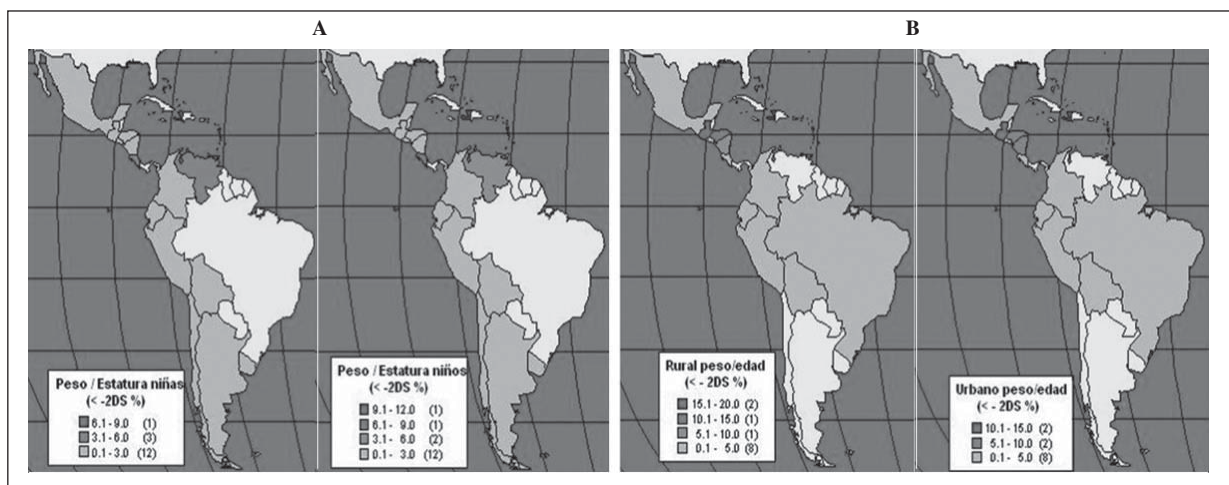 A
B
Peso / Estatura niñas
(< -2DS %)
6.1 - 9.0 (1)
3.1 - 6.0 (3)
0.1 - 3.0 (12)
Peso / Estatura niños
(< -2DS %)
9.1 - 12.0 (1)
6.1 - 9.0 (1)
3.1 - 6.0 (2)
0.1 - 3.0 (12)
Rural peso/edad
(< - 2DS %)
15.1 - 20.0 (2)
10.1 - 15.0 (1)
5.1 - 10.0 (1)
0.1 - 5.0 (8)
Urbano peso/edad
(< - 2DS %)
10.1 - 15.0 (2)
5.1 - 10.0 (2)
0.1 - 5.0 (8)